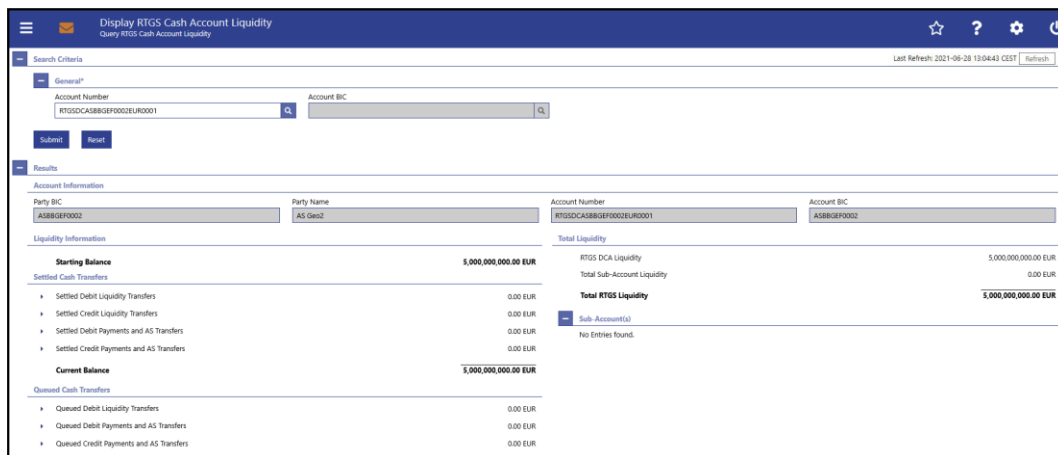 Display RTGS Cash Account Liquidity
Query RTGS Cash Account Liquidity
Search Criteria
Last Refresh: 2021-06-28 13:04:43 CEST Refresh
General*
Account Number Account BIC
RTGSDCASBBGEF0002EUR0001
Submit Reset
Results
Account Information
Party BIC Party Name Account Number Account BIC
ASBBGEF0002 AS Geo2 RTGSDCASBBGEF0002EUR0001 ASBBGEF0002
Liquidity Information
Starting Balance 5,000,000,000.00 EUR
Settled Cash Transfers
Settled Debit Liquidity Transfers 0.00 EUR
Settled Credit Liquidity Transfers 0.00 EUR
Settled Debit Payments and AS Transfers 0.00 EUR
Settled Credit Payments and AS Transfers 0.00 EUR
Current Balance 5,000,000,000.00 EUR
Queued Cash Transfers
Queued Debit Liquidity Transfers 0.00 EUR
Queued Debit Payments and AS Transfers 0.00 EUR
Queued Credit Payments and AS Transfers 0.00 EUR
Total Liquidity
RTGS DCA Liquidity 5,000,000,000.00 EUR
Total Sub-Account Liquidity 0.00 EUR
Total RTGS Liquidity 5,000,000,000.00 EUR
Sub-Account(s)
No Entries found.